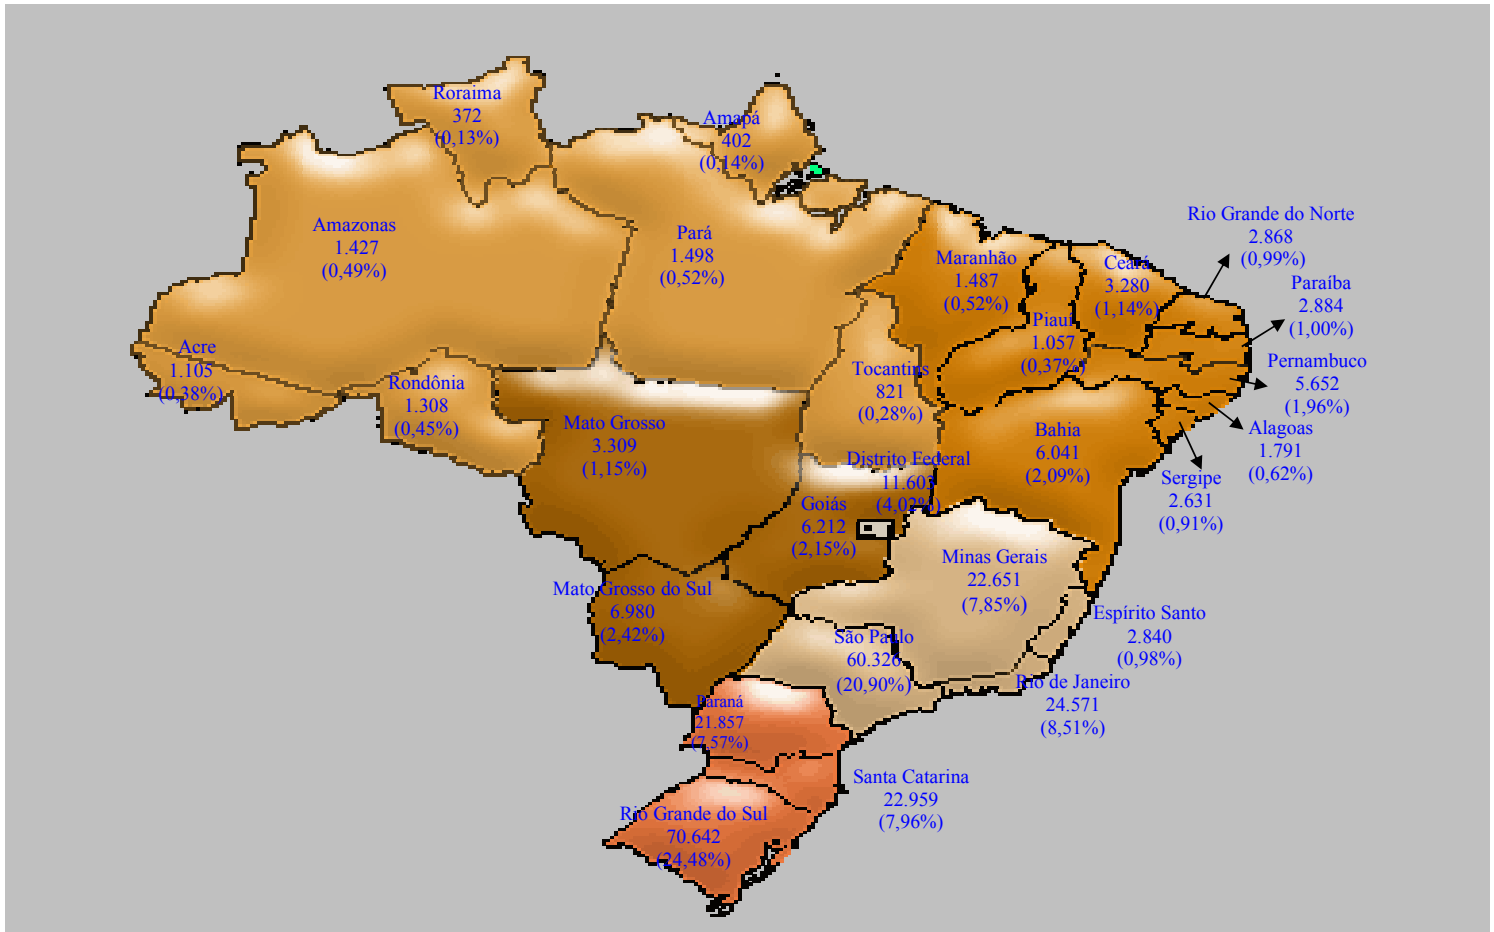 Roraima
372
(0,13%)
Amapá
402
(0,14%)
Amazonas
1.427
(0,49%)
Pará
1.498
(0,52%)
Maranhão
1.487
(0,52%)
Ceará
3.280
(1,14%)
Rio Grande do Norte
2.868
(0,99%)
Paraíba
2.884
(1,00%)
Piauí
1.057
(0,37%)
Pernambuco
5.652
(1,96%)
Acre
1.105
(0,38%)
Rondônia
1.308
(0,45%)
Tocantins
821
(0,28%)
Mato Grosso
3.309
(1,15%)
Bahia
6.041
(2,09%)
Alagoas
1.791
(0,62%)
Sergipe
2.631
(0,91%)
Distrito Federal
11.603
(4,02%)
Goiás
6.212
(2,15%)
Minas Gerais
22.651
(7,85%)
Mato Grosso do Sul
6.980
(2,42%)
Espírito Santo
2.840
(0,98%)
São Paulo
60.326
(20,90%)
Rio de Janeiro
24.571
(8,51%)
Paraná
21.857
(7,57%)
Santa Catarina
22.959
(7,96%)
Rio Grande do Sul
70.642
(24,48%)